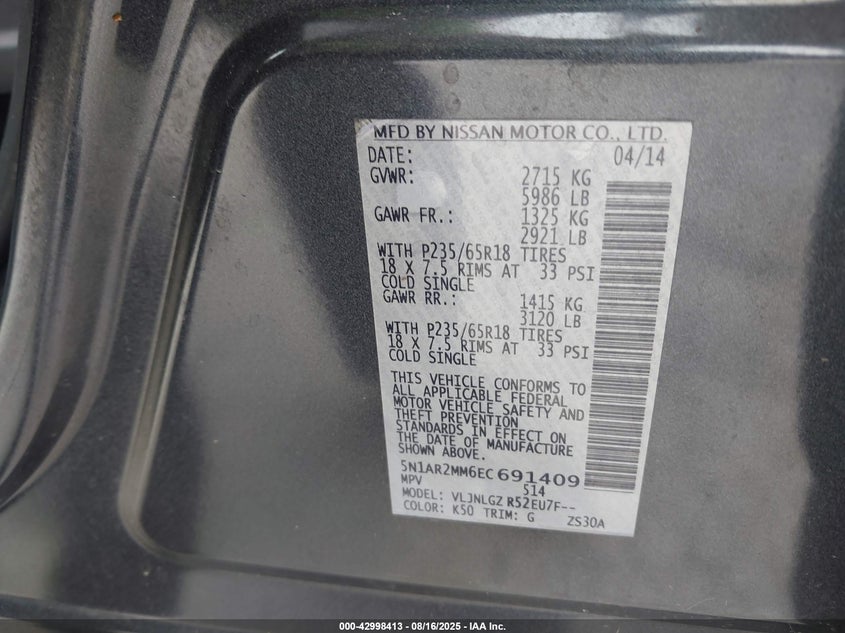 MFD BY NISSAN MOTOR CO., LTD.
DATE: 04/14
GVWR: 2715 KG
5986 LB
GAWR FR.: 1325 KG
2921 LB
WITH P235/65R18 TIRES
18 X 7.5 RIMS AT 33 PSI
COLD SINGLE
GAWR RR.: 1415 KG
3120 LB
WITH P235/65R18 TIRES
18 X 7.5 RIMS AT 33 PSI
COLD SINGLE
THIS VEHICLE CONFORMS TO
ALL APPLICABLE FEDERAL
MOTOR VEHICLE SAFETY AND
THEFT PREVENTION
STANDARDS IN EFFECT ON
THE DATE OF MANUFACTURE
SHOWN ABOVE.
5N1AR2MM6EC691409
MPV 514
MODEL: VLJNLGZ R52EU7F--
COLOR: K50 TRIM: G ZS30A
000-42998413 - 08/16/2025 - IAA Inc.